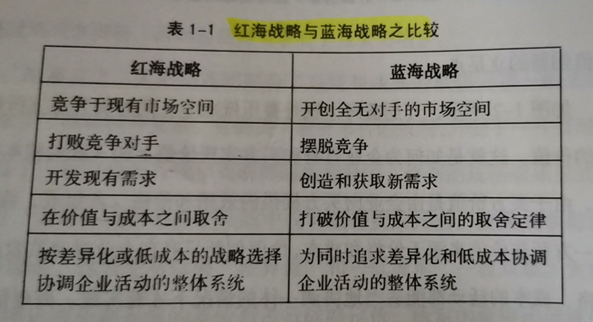 表 1-1 红海战略与蓝海战略之比较
红海战略 蓝海战略
竞争于现有市场空间 开创全无对手的市场空间
打败竞争对手 摆脱竞争
开发现有需求 创造和获取新需求
在价值与成本之间取舍 打破价值与成本之间的取舍定律
按差异化或低成本的战略选择 为同时追求差异化和低成本协调
协调企业活动的整体系统 企业活动的整体系统